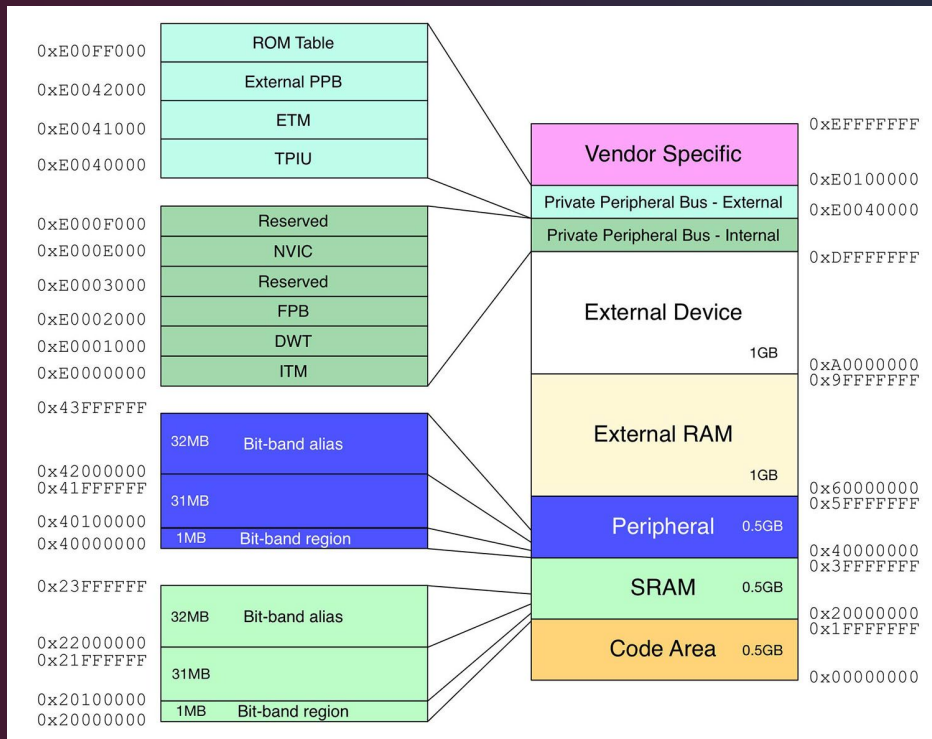 0xE00FF000
ROM Table
0xE0042000
External PPB
0xE0041000
ETM
0xE0040000
TPIU
0xE000F000
Reserved
0xE000E000
NVIC
0xE0003000
Reserved
0xE0002000
FPB
0xE0001000
DWT
0xE0000000
ITM
0x43FFFFFF
32MB Bit-band alias
0x42000000
0x41FFFFFF
31MB
0x40100000
0x40000000
1MB Bit-band region
0x23FFFFFF
32MB Bit-band alias
0x22000000
0x21FFFFFF
31MB
0x20100000
0x20000000
1MB Bit-band region
0xEFFFFFFF
Vendor Specific
0xE0100000
Private Peripheral Bus - External
0xE0040000
Private Peripheral Bus - Internal
0xDFFFFFFF
External Device
1GB
0xA0000000
0x9FFFFFFF
External RAM
1GB
0x60000000
0x5FFFFFFF
Peripheral 0.5GB
0x40000000
0x3FFFFFFF
SRAM 0.5GB
0x20000000
0x1FFFFFFF
Code Area 0.5GB
0x00000000